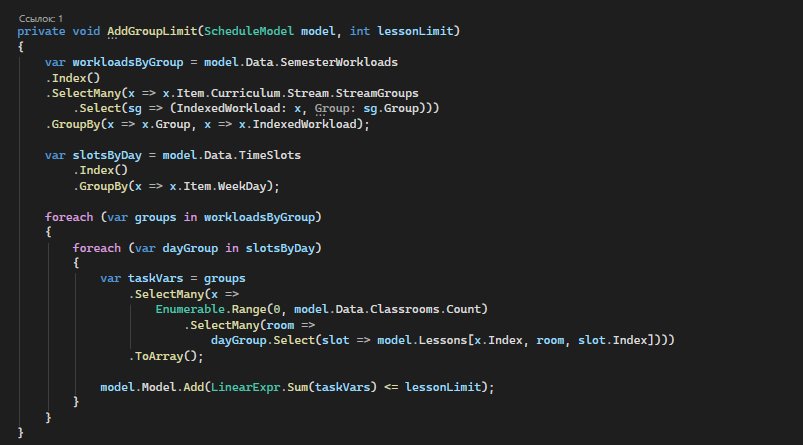 Ссылок: 1
private void AddGroupLimit(ScheduleModel model, int lessonLimit)
{
    var workloadsByGroup = model.Data.SemesterWorkloads
    .Index()
    .SelectMany(x => x.Item.Curriculum.Stream.StreamGroups
        .Select(sg => (IndexedWorkload: x, Group: sg.Group)))
    .GroupBy(x => x.Group, x => x.IndexedWorkload);

    var slotsByDay = model.Data.TimeSlots
        .Index()
        .GroupBy(x => x.Item.WeekDay);

    foreach (var groups in workloadsByGroup)
    {
        foreach (var dayGroup in slotsByDay)
        {
            var taskVars = groups
                .SelectMany(x =>
                    Enumerable.Range(0, model.Data.Classrooms.Count)
                        .SelectMany(room =>
                            dayGroup.Select(slot => model.Lessons[x.Index, room, slot.Index])))
                .ToArray();

            model.Model.Add(LinearExpr.Sum(taskVars) <= lessonLimit);
        }
    }
}